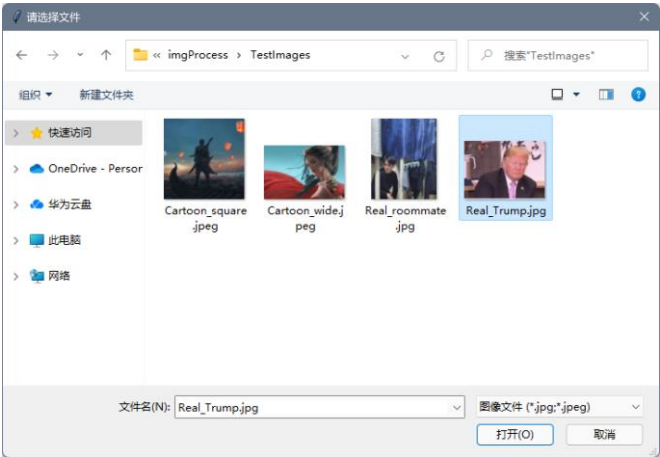 请选择文件
« imgProcess › TestImages
搜索"TestImages"
组织
新建文件夹
快速访问
OneDrive - Person
华为云盘
此电脑
网络
Cartoon_square
.jpeg
Cartoon_wide.j
peg
Real_roommate
.jpg
Real_Trump.jpg
文件名(N):
Real_Trump.jpg
图像文件 (*.jpg;*.jpeg)
打开(O)
取消